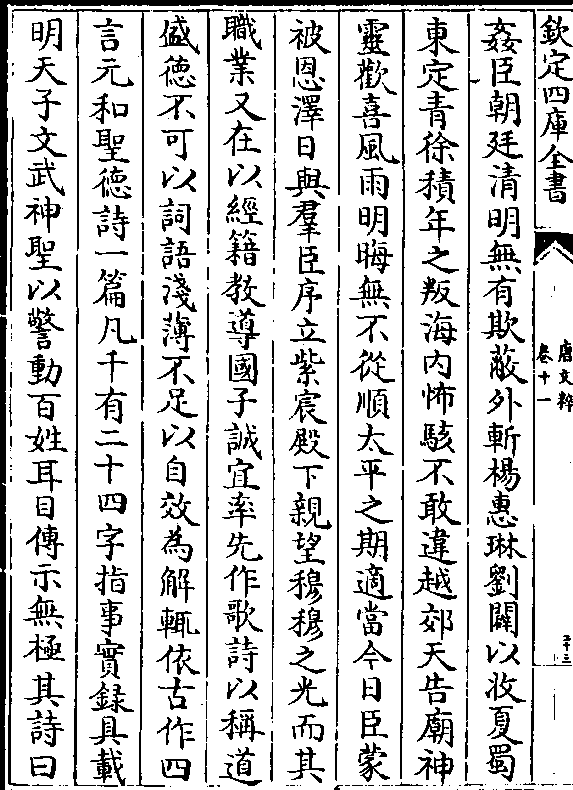 欽定四庫全書
唐文粹
卷十一
二十三
姦臣朝廷清明無有欺蔽外斬楊惠琳劉闢以收夏蜀
東定青徐積年之叛海内怖駭不敢違越郊天告廟神
靈歡喜風雨明晦無不從順太平之期適當今日臣蒙
被恩澤日與羣臣序立紫宸殿下親望穆穆之光而其
職業又在以經籍教導國子誠宜率先作歌詩以稱道
盛德不可以詞語淺薄不足以自效為解輒依古作四
言元和聖德詩一篇凡千有二十四字指事實録具載
明天子文武神聖以警動百姓耳目傳示無極其詩曰